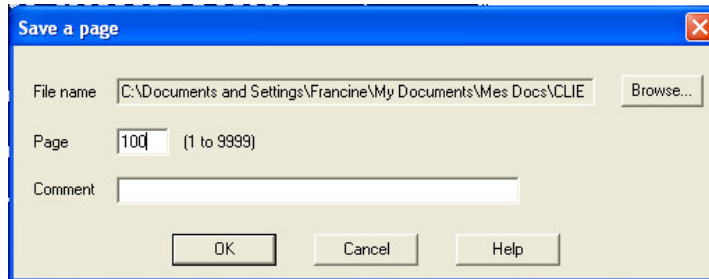 Save a page
File name C:\Documents and Settings\Francine\My Documents\Mes Docs\CLIE Browse...
Page 100 (1 to 9999)
Comment
OK Cancel Help